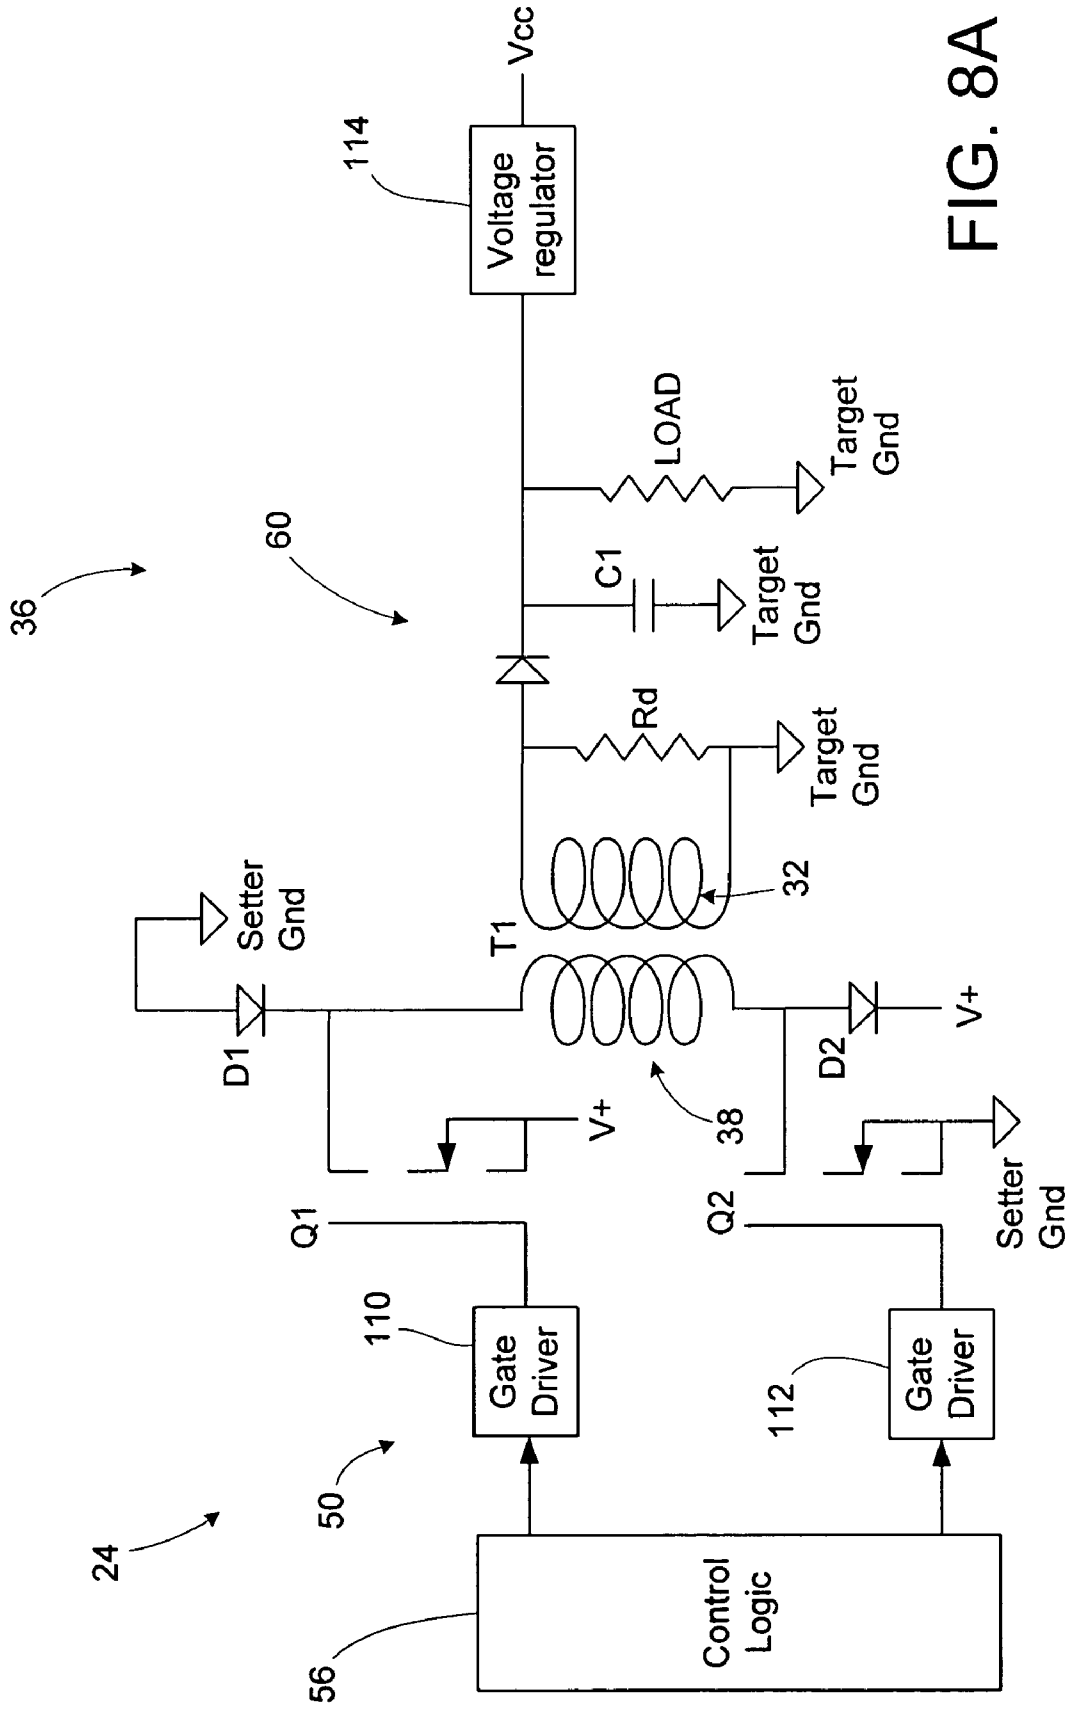 24
36
50
60
56
Control
Logic
110
Gate
Driver
112
Gate
Driver
Q1
V+
Q2
Setter
Gnd
D1
Setter
Gnd
38
T1
32
D2
V+
Rd
Target
Gnd
C1
Target
Gnd
LOAD
Target
Gnd
114
Voltage
regulator
Vcc
FIG. 8A